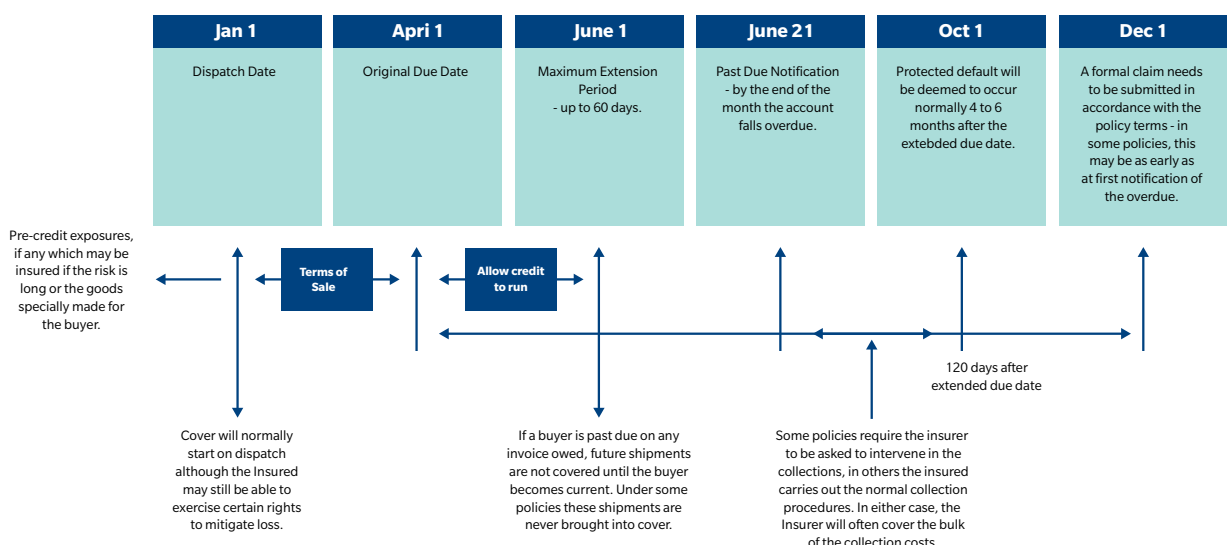 Jan 1
Apri 1
June 1
June 21
Oct 1
Dec 1
Dispatch Date
Original Due Date
Maximum Extension
Period
- up to 60 days.
Past Due Notification
- by the end of the
month the account
falls overdue.
Protected default will
be deemed to occur
normally 4 to 6
months after the
extebded due date.
A formal claim needs
to be submitted in
accordance with the
policy terms - in
some policies, this
may be as early as
at first notification of
the overdue.
Pre-credit exposures,
if any which may be
insured if the risk is
long or the goods
specially made for
the buyer.
Terms of
Sale
Allow credit
to run
120 days after
extended due date
Cover will normally
start on dispatch
although the Insured
may still be able to
exercise certain rights
to mitigate loss.
If a buyer is past due on any
invoice owed, future shipments
are not covered until the buyer
becomes current. Under some
policies these shipments are
never brought into cover.
Some policies require the insurer
to be asked to intervene in the
collections, in others the insured
carries out the normal collection
procedures. In either case, the
Insurer will often cover the bulk
of the collection costs